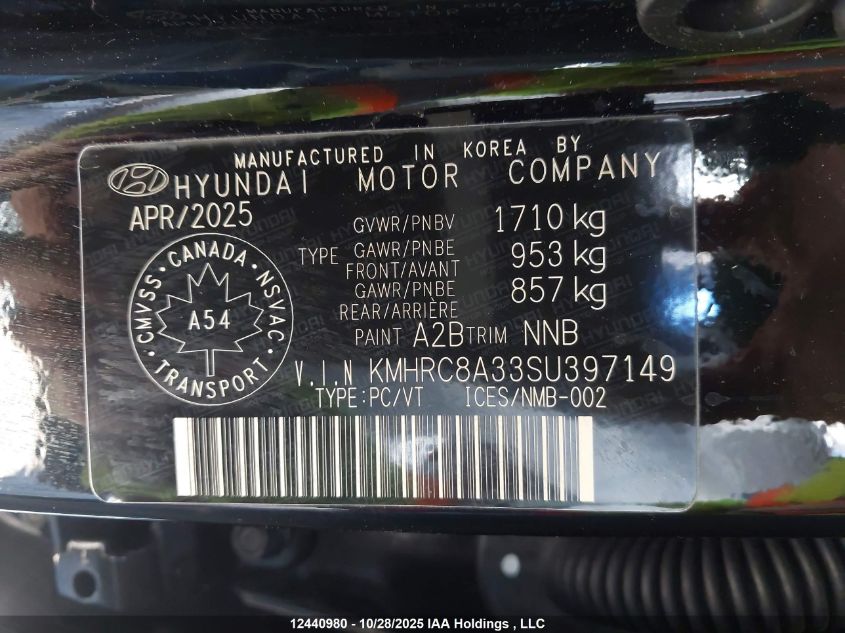 MANUFACTURED IN KOREA BY
HYUNDAI MOTOR COMPANY
APR/2025
GVWR/PNBV 1710 kg
TYPE GAWR/PNBE FRONT/AVANT 953 kg
GAWR/PNBE REAR/ARRIÈRE 857 kg
PAINT A2B TRIM NNB
CMVSS · CANADA · NSVAC · TRANSPORT ·
A54
V.I.N KMHRC8A33SU397149
TYPE:PC/VT ICES/NMB-002
12440980 - 10/28/2025 IAA Holdings , LLC